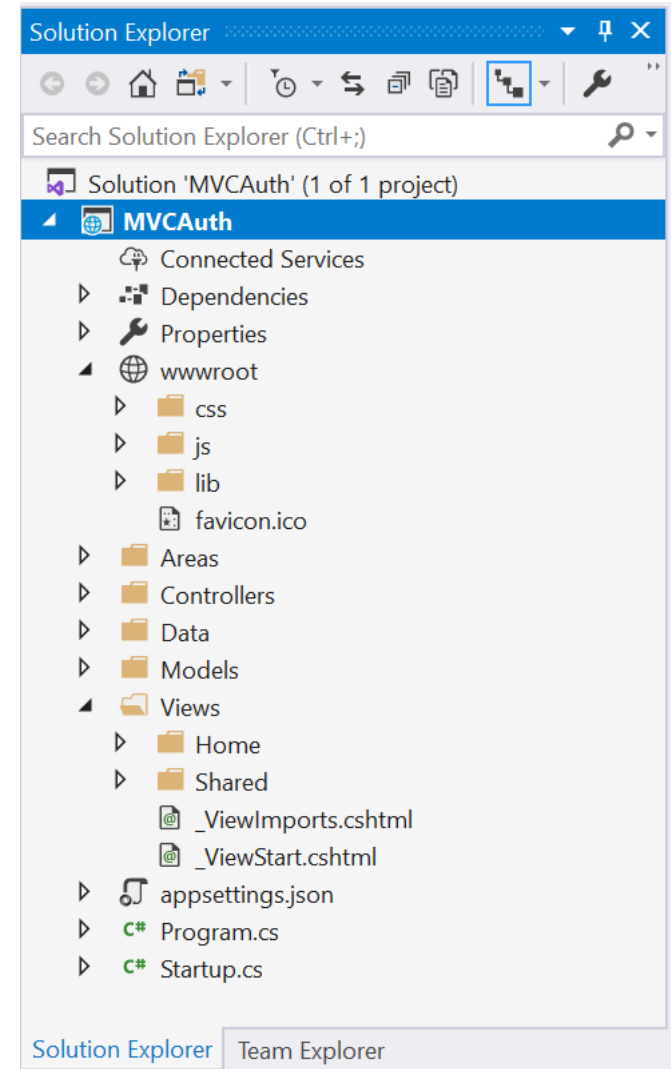 Solution Explorer
Search Solution Explorer (Ctrl+;)
Solution 'MVCAuth' (1 of 1 project)
MVCAuth
Connected Services
Dependencies
Properties
wwwroot
css
js
lib
favicon.ico
Areas
Controllers
Data
Models
Views
Home
Shared
_ViewImports.cshtml
_ViewStart.cshtml
appsettings.json
C# Program.cs
C# Startup.cs
Solution Explorer Team Explorer